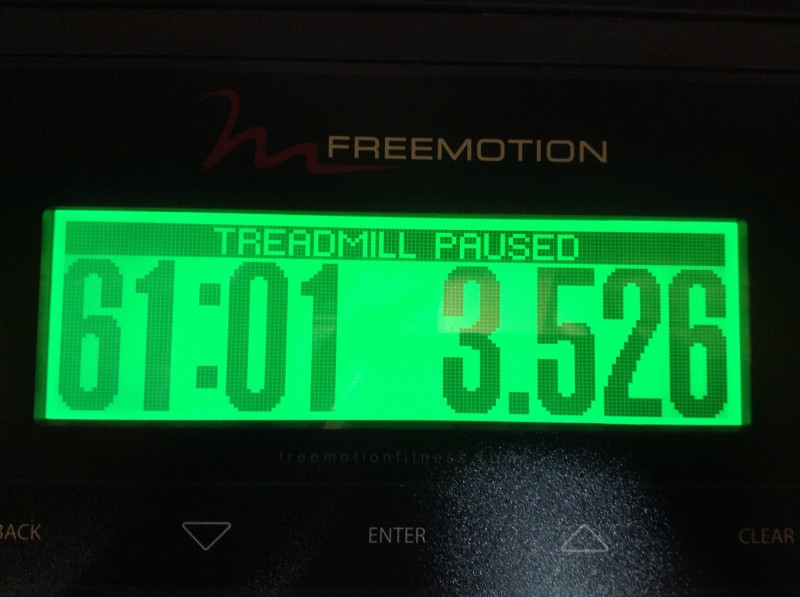 FREEMOTION
TREADMILL PAUSED
61:01 3.526
freemotionfitness.com
BACK ENTER CLEAR